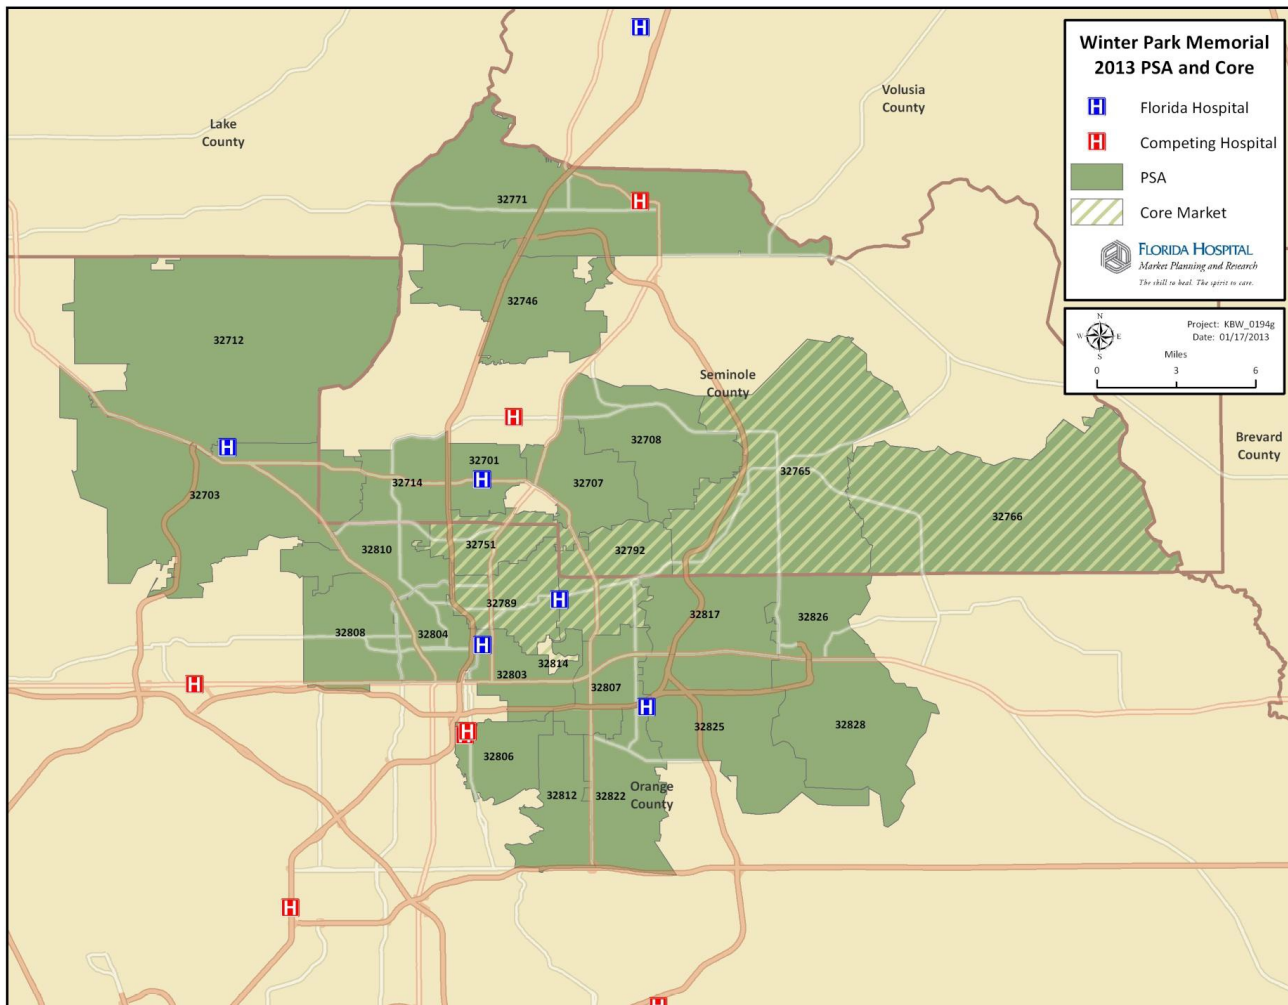 Winter Park Memorial
2013 PSA and Core
H Florida Hospital
H Competing Hospital
PSA
Core Market
FLORIDA HOSPITAL
Market Planning and Research
The skill to heal. The spirit to care.
N
W E
S
Project: KBW_0194g
Date: 01/17/2013
Miles
0 3 6
H
Volusia
County
Lake
County
32771
H
32746
32712
Seminole
County
H
32708
Brevard
County
H
32701
H
32714
32707
32765
32703
32766
32751
32792
32810
32789
H
32817
32826
32808
32804
H
32814
32803
H
32807
H
32825
32828
H
32806
Orange
County
32812
32822
H
H